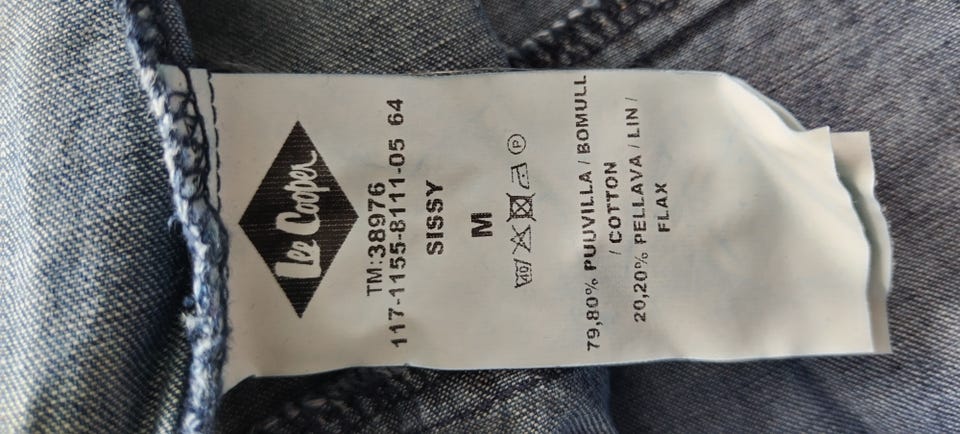 Lee Cooper
TM:38976
117-1155-8111-05 64
SISSY
M
P
79,80% PUUVILLA / BOMULL
/ COTTON
20,20% PELLAVA / LIN /
FLAX